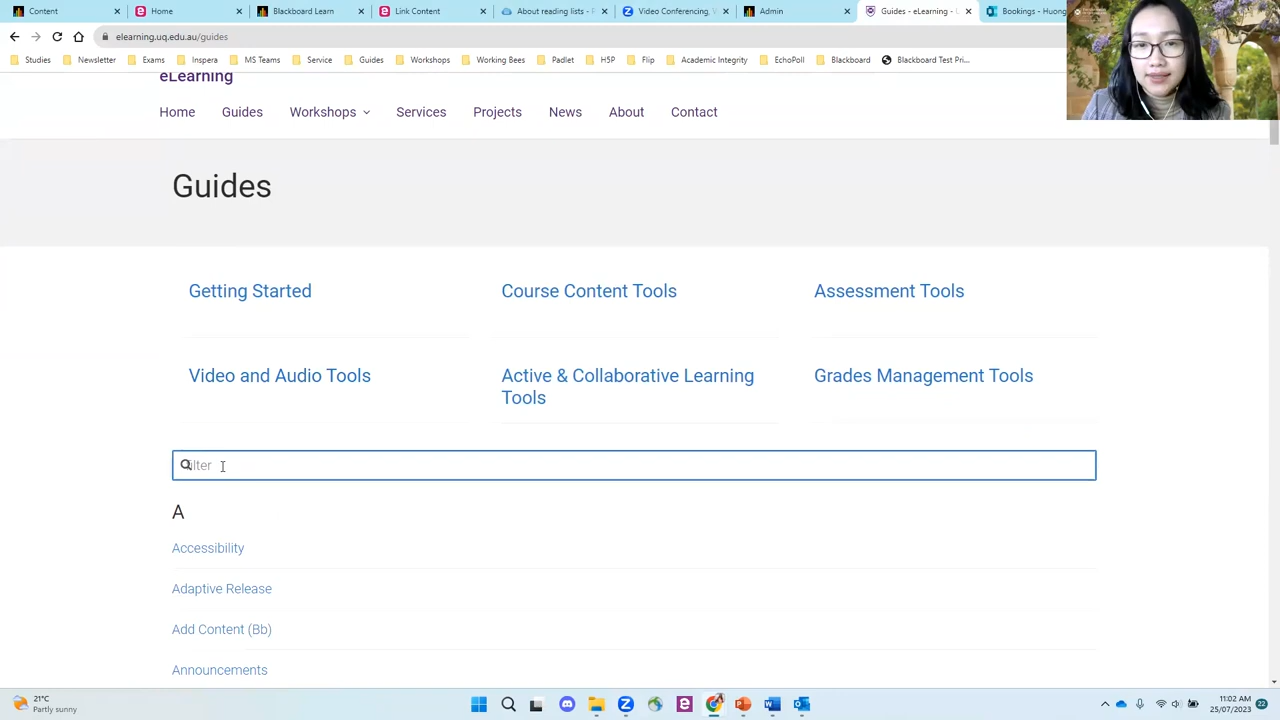 Content
Home
Blackboard Learn
Link Content
About reading lists - F
Video Conferencing, 
Admin
Guides - eLearning - 
Bookings - Huong
elearning.uq.edu.au/guides
Studies
Newsletter
Exams
Inspera
MS Teams
Service
Guides
Workshops
Working Bees
Padlet
H5P
Flip
Academic Integrity
EchoPoll
Blackboard
Blackboard Test Pri...
eLearning
Home
Guides
Workshops
Services
Projects
News
About
Contact
Guides
Getting Started
Course Content Tools
Assessment Tools
Video and Audio Tools
Active & Collaborative Learning
Tools
Grades Management Tools
Filter
A
Accessibility
Adaptive Release
Add Content (Bb)
Announcements
21°C
Partly sunny
11:02 AM
25/07/2023
22